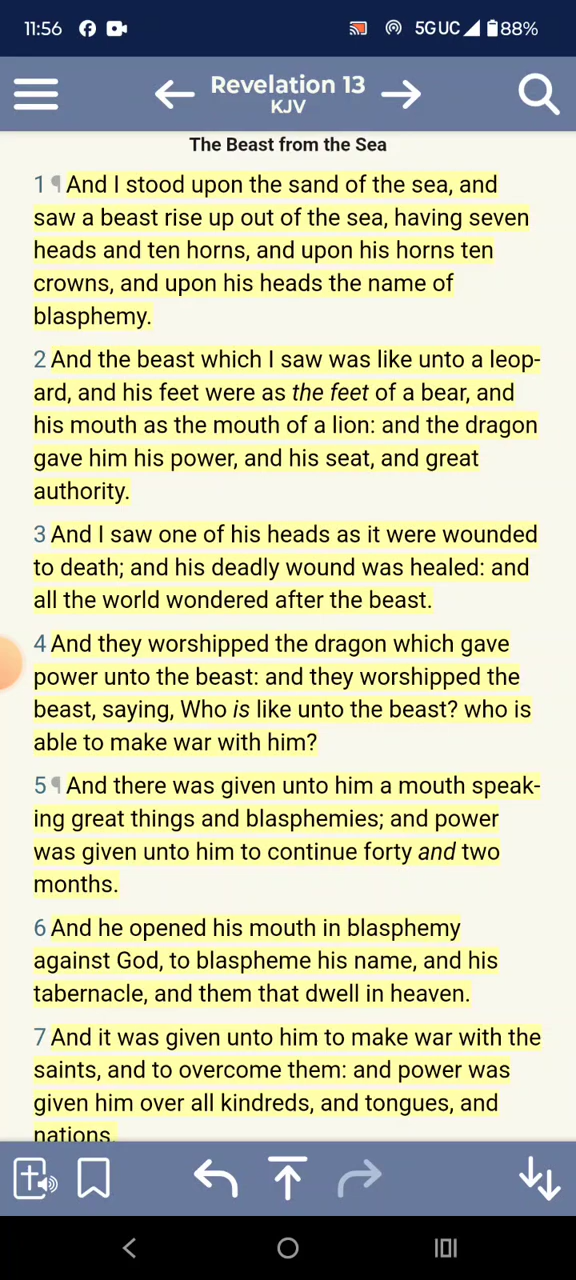 11:56 5G UC 88%
Revelation 13
KJV
The Beast from the Sea
1 ¶ And I stood upon the sand of the sea, and
saw a beast rise up out of the sea, having seven
heads and ten horns, and upon his horns ten
crowns, and upon his heads the name of
blasphemy.
2 And the beast which I saw was like unto a leop-
ard, and his feet were as the feet of a bear, and
his mouth as the mouth of a lion: and the dragon
gave him his power, and his seat, and great
authority.
3 And I saw one of his heads as it were wounded
to death; and his deadly wound was healed: and
all the world wondered after the beast.
4 And they worshipped the dragon which gave
power unto the beast: and they worshipped the
beast, saying, Who is like unto the beast? who is
able to make war with him?
5 ¶ And there was given unto him a mouth speak-
ing great things and blasphemies; and power
was given unto him to continue forty and two
months.
6 And he opened his mouth in blasphemy
against God, to blaspheme his name, and his
tabernacle, and them that dwell in heaven.
7 And it was given unto him to make war with the
saints, and to overcome them: and power was
given him over all kindreds, and tongues, and
nations.